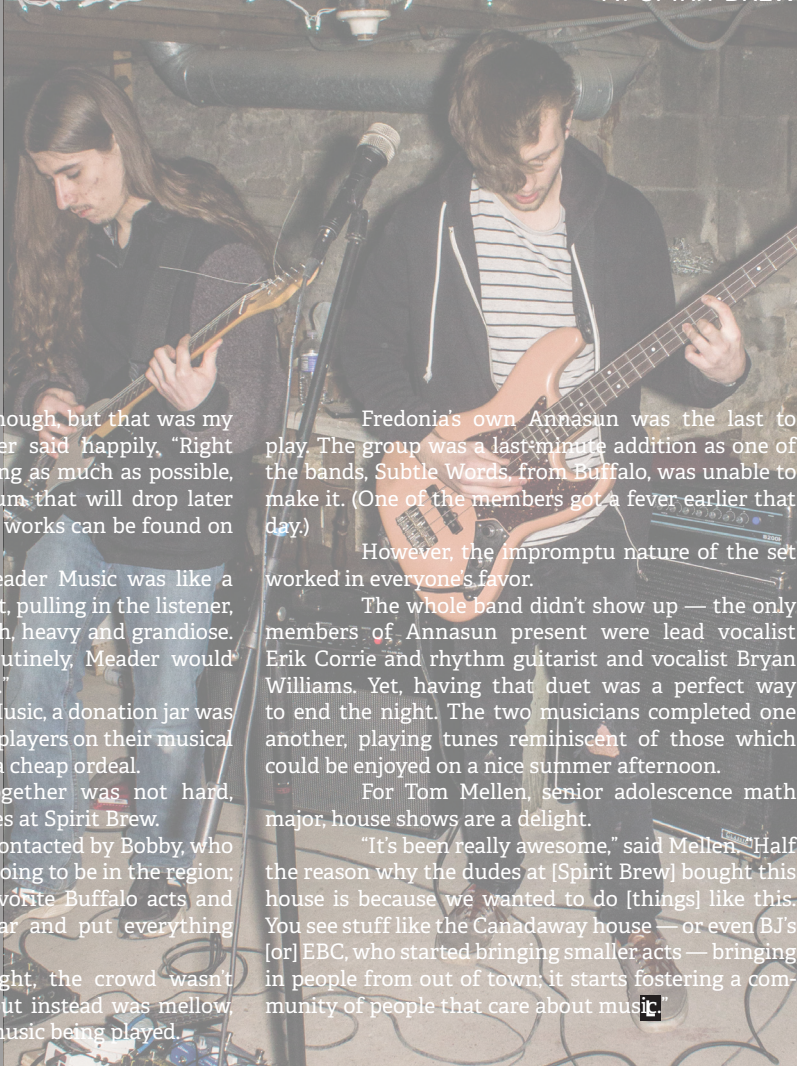 nough, but that was my
er said happily. “Right
ng as much as possible,
um that will drop later
works can be found on
eader Music was like a
t, pulling in the listener,
h, heavy and grandiose.
utinely, Meader would
.”
usic, a donation jar was
players on their musical
a cheap ordeal.
ogether was not hard,
es at Spirit Brew.
ontacted by Bobby, who
oing to be in the region;
vorite Buffalo acts and
ar and put everything
ght, the crowd wasn’t
ut instead was mellow,
music being played.
Fredonia’s own Annasun was the last to
play. The group was a last-minute addition as one of
the bands, Subtle Words, from Buffalo, was unable to
make it. (One of the members got a fever earlier that
day.)
However, the impromptu nature of the set
worked in everyone’s favor.
The whole band didn’t show up — the only
members of Annasun present were lead vocalist
Erik Corrie and rhythm guitarist and vocalist Bryan
Williams. Yet, having that duet was a perfect way
to end the night. The two musicians completed one
another, playing tunes reminiscent of those which
could be enjoyed on a nice summer afternoon.
For Tom Mellen, senior adolescence math
major, house shows are a delight.
“It’s been really awesome,” said Mellen. “Half
the reason why the dudes at [Spirit Brew] bought this
house is because we wanted to do [things] like this.
You see stuff like the Canadaway house — or even BJ’s
[or] EBC, who started bringing smaller acts — bringing
in people from out of town; it starts fostering a com-
munity of people that care about music.”